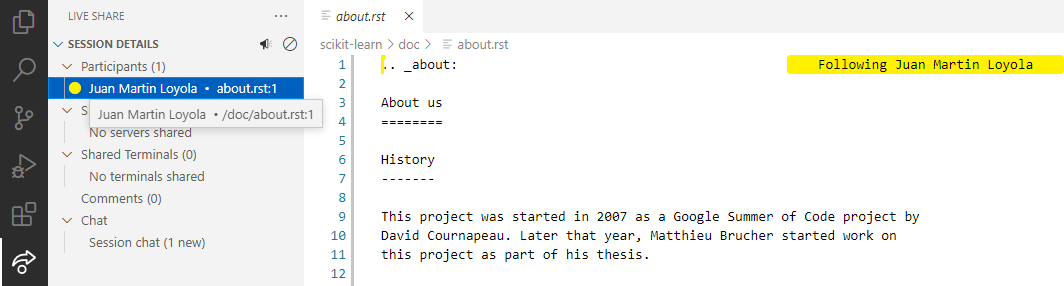 LIVE SHARE ···
SESSION DETAILS
Participants (1)
Juan Martin Loyola • about.rst:1
Juan Martin Loyola • /doc/about.rst:1
No servers shared
Shared Terminals (0)
No terminals shared
Comments (0)
Chat
Session chat (1 new)
about.rst
scikit-learn > doc > about.rst
Following Juan Martin Loyola
1 .. _about:
2
3 About us
4 ========
5
6 History
7 -------
8
9 This project was started in 2007 as a Google Summer of Code project by
10 David Cournapeau. Later that year, Matthieu Brucher started work on
11 this project as part of his thesis.
12